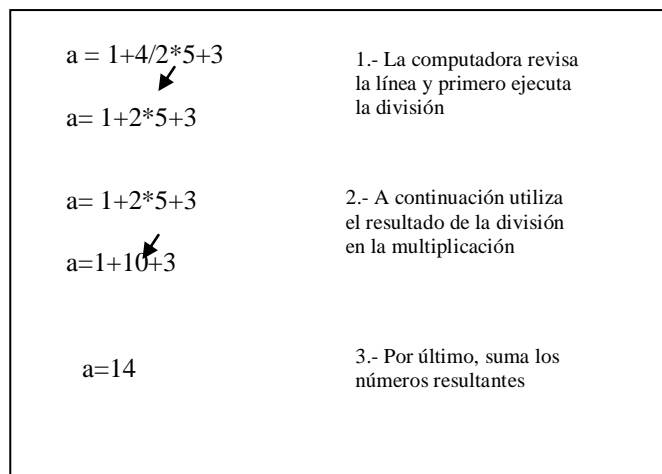 a = 1+4/2*5+3
1.- La computadora revisa
la línea y primero ejecuta
la división
a= 1+2*5+3
a= 1+2*5+3
2.- A continuación utiliza
el resultado de la división
en la multiplicación
a=1+10+3
a=14
3.- Por último, suma los
números resultantes